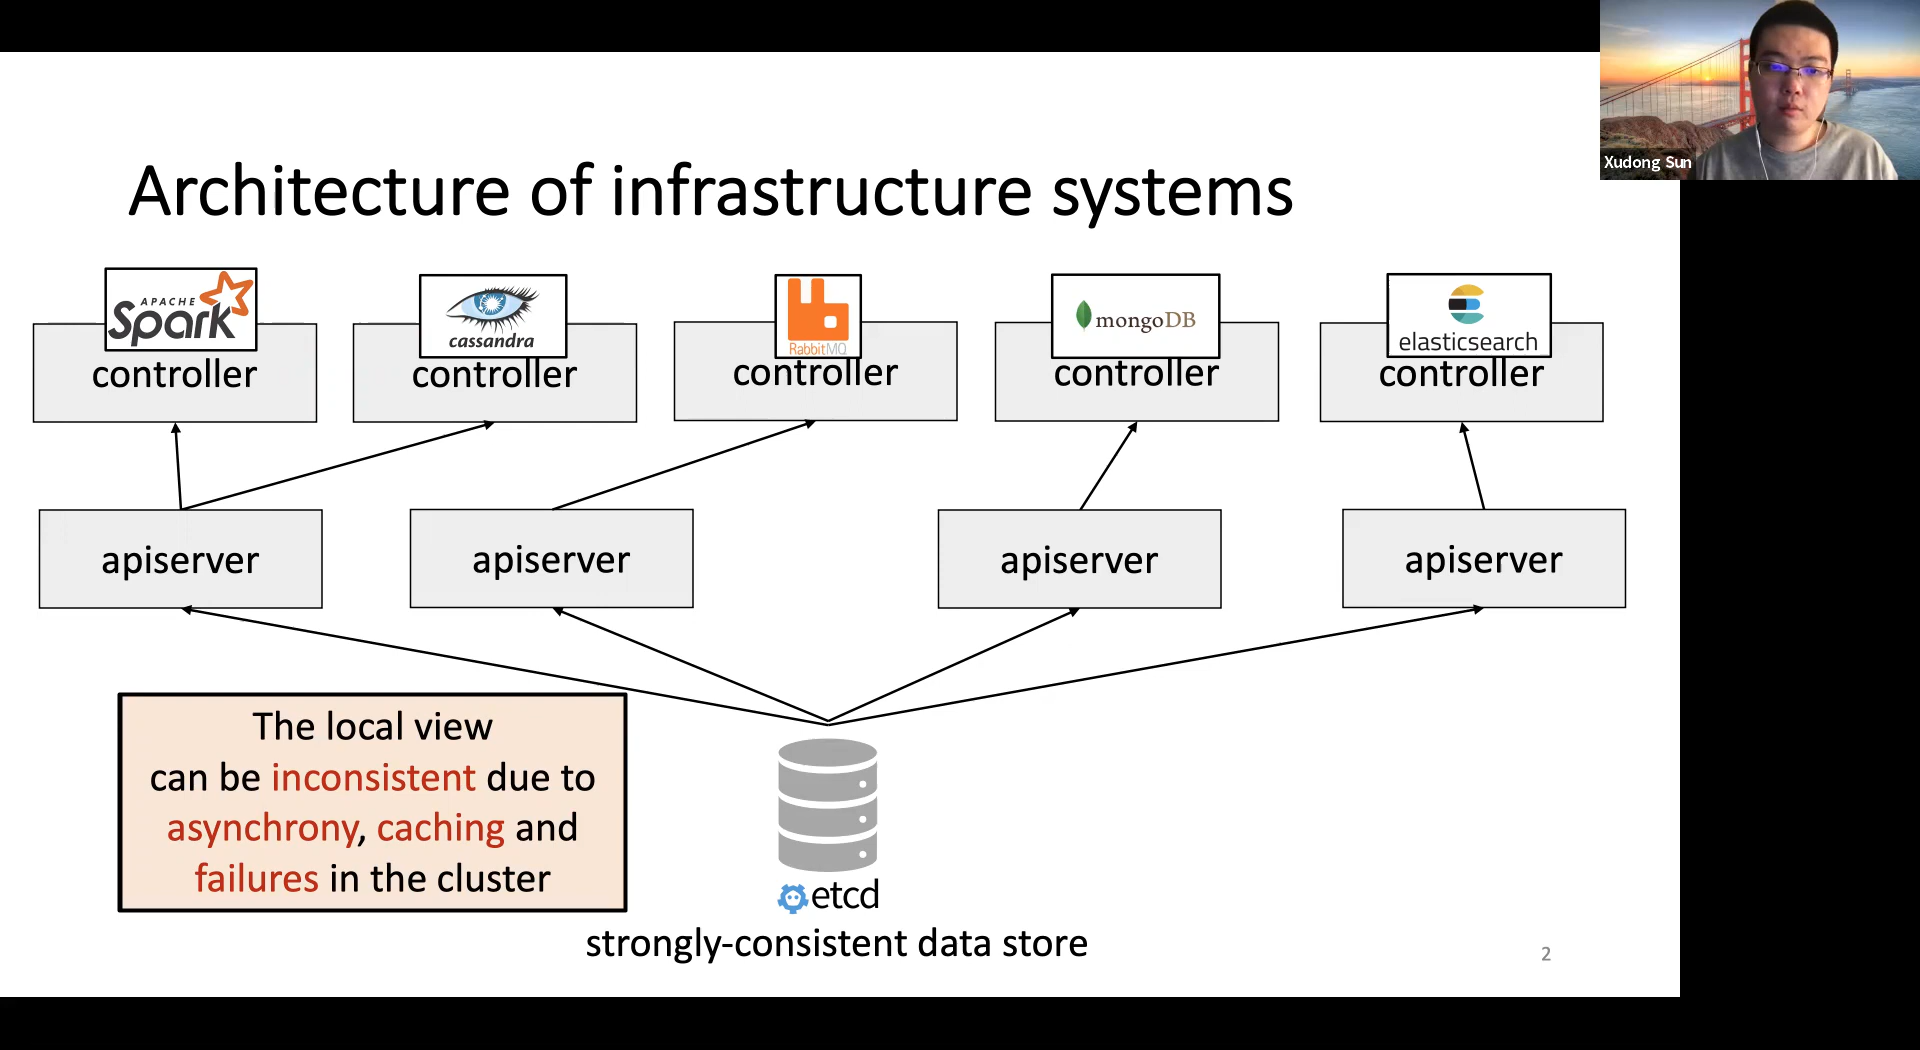 Xudong Sun
Architecture of infrastructure systems
APACHE
Spark
cassandra
RabbitMQ
mongoDB
elasticsearch
controller
controller
controller
controller
controller
apiserver
apiserver
apiserver
apiserver
The local view
can be inconsistent due to
asynchrony, caching and
failures in the cluster
etcd
strongly-consistent data store
2